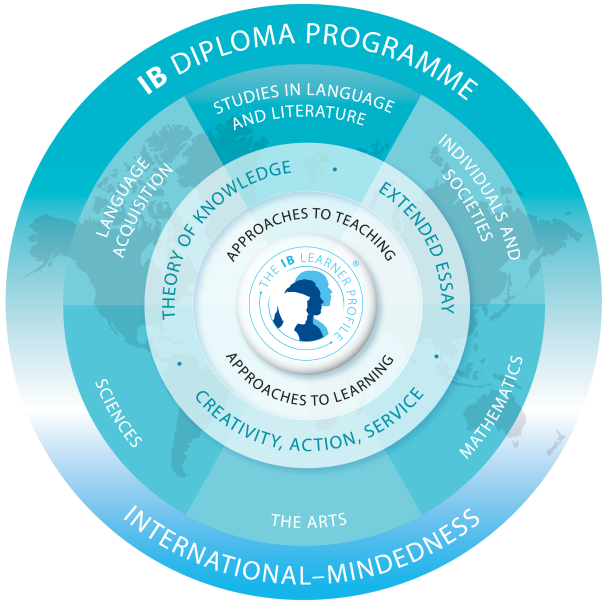 IB DIPLOMA PROGRAMME
STUDIES IN LANGUAGE
AND LITERATURE
LANGUAGE
ACQUISITION
INDIVIDUALS AND
SOCIETIES
THEORY OF KNOWLEDGE
EXTENDED ESSAY
APPROACHES TO TEACHING
THE IB LEARNER PROFILE
®
APPROACHES TO LEARNING
CREATIVITY, ACTION, SERVICE
SCIENCES
MATHEMATICS
THE ARTS
INTERNATIONAL–MINDEDNESS